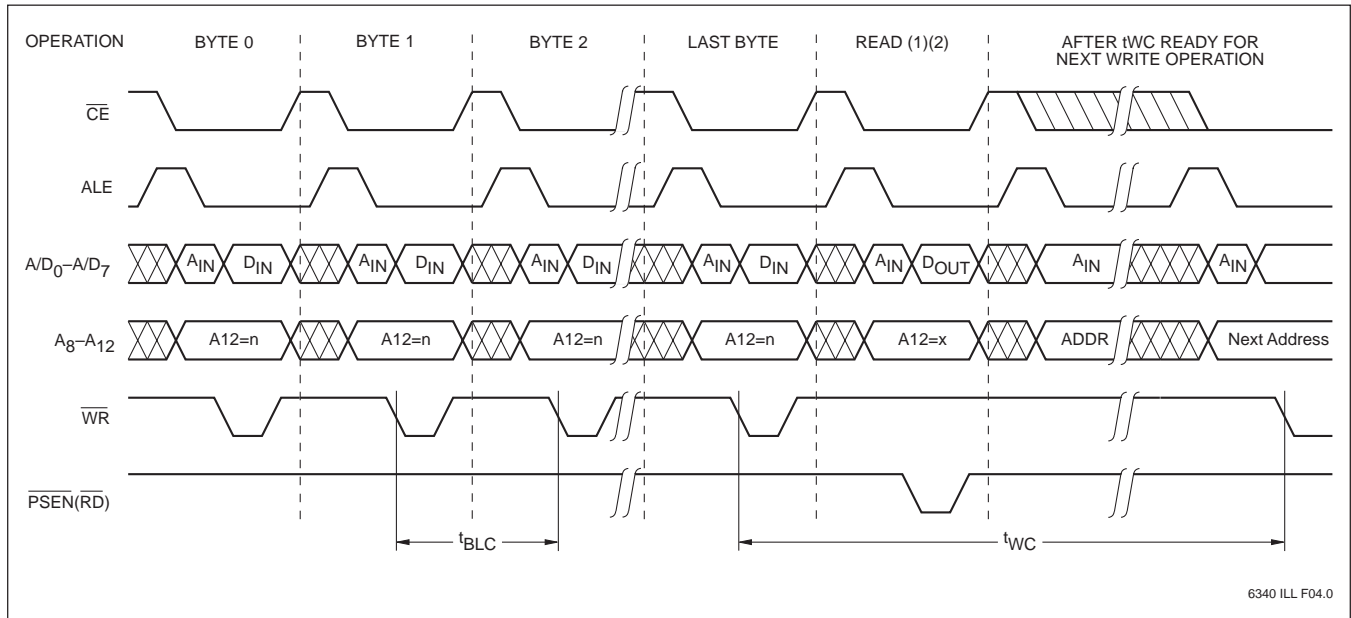 OPERATION BYTE 0 BYTE 1 BYTE 2 LAST BYTE READ (1)(2) AFTER tWC READY FOR
NEXT WRITE OPERATION
CE
ALE
A/D0–A/D7 AIN DIN AIN DIN AIN DIN AIN DIN AIN DOUT AIN AIN
A8–A12 A12=n A12=n A12=n A12=n A12=x ADDR Next Address
WR
PSEN(RD)
tBLC tWC
6340 ILL F04.0